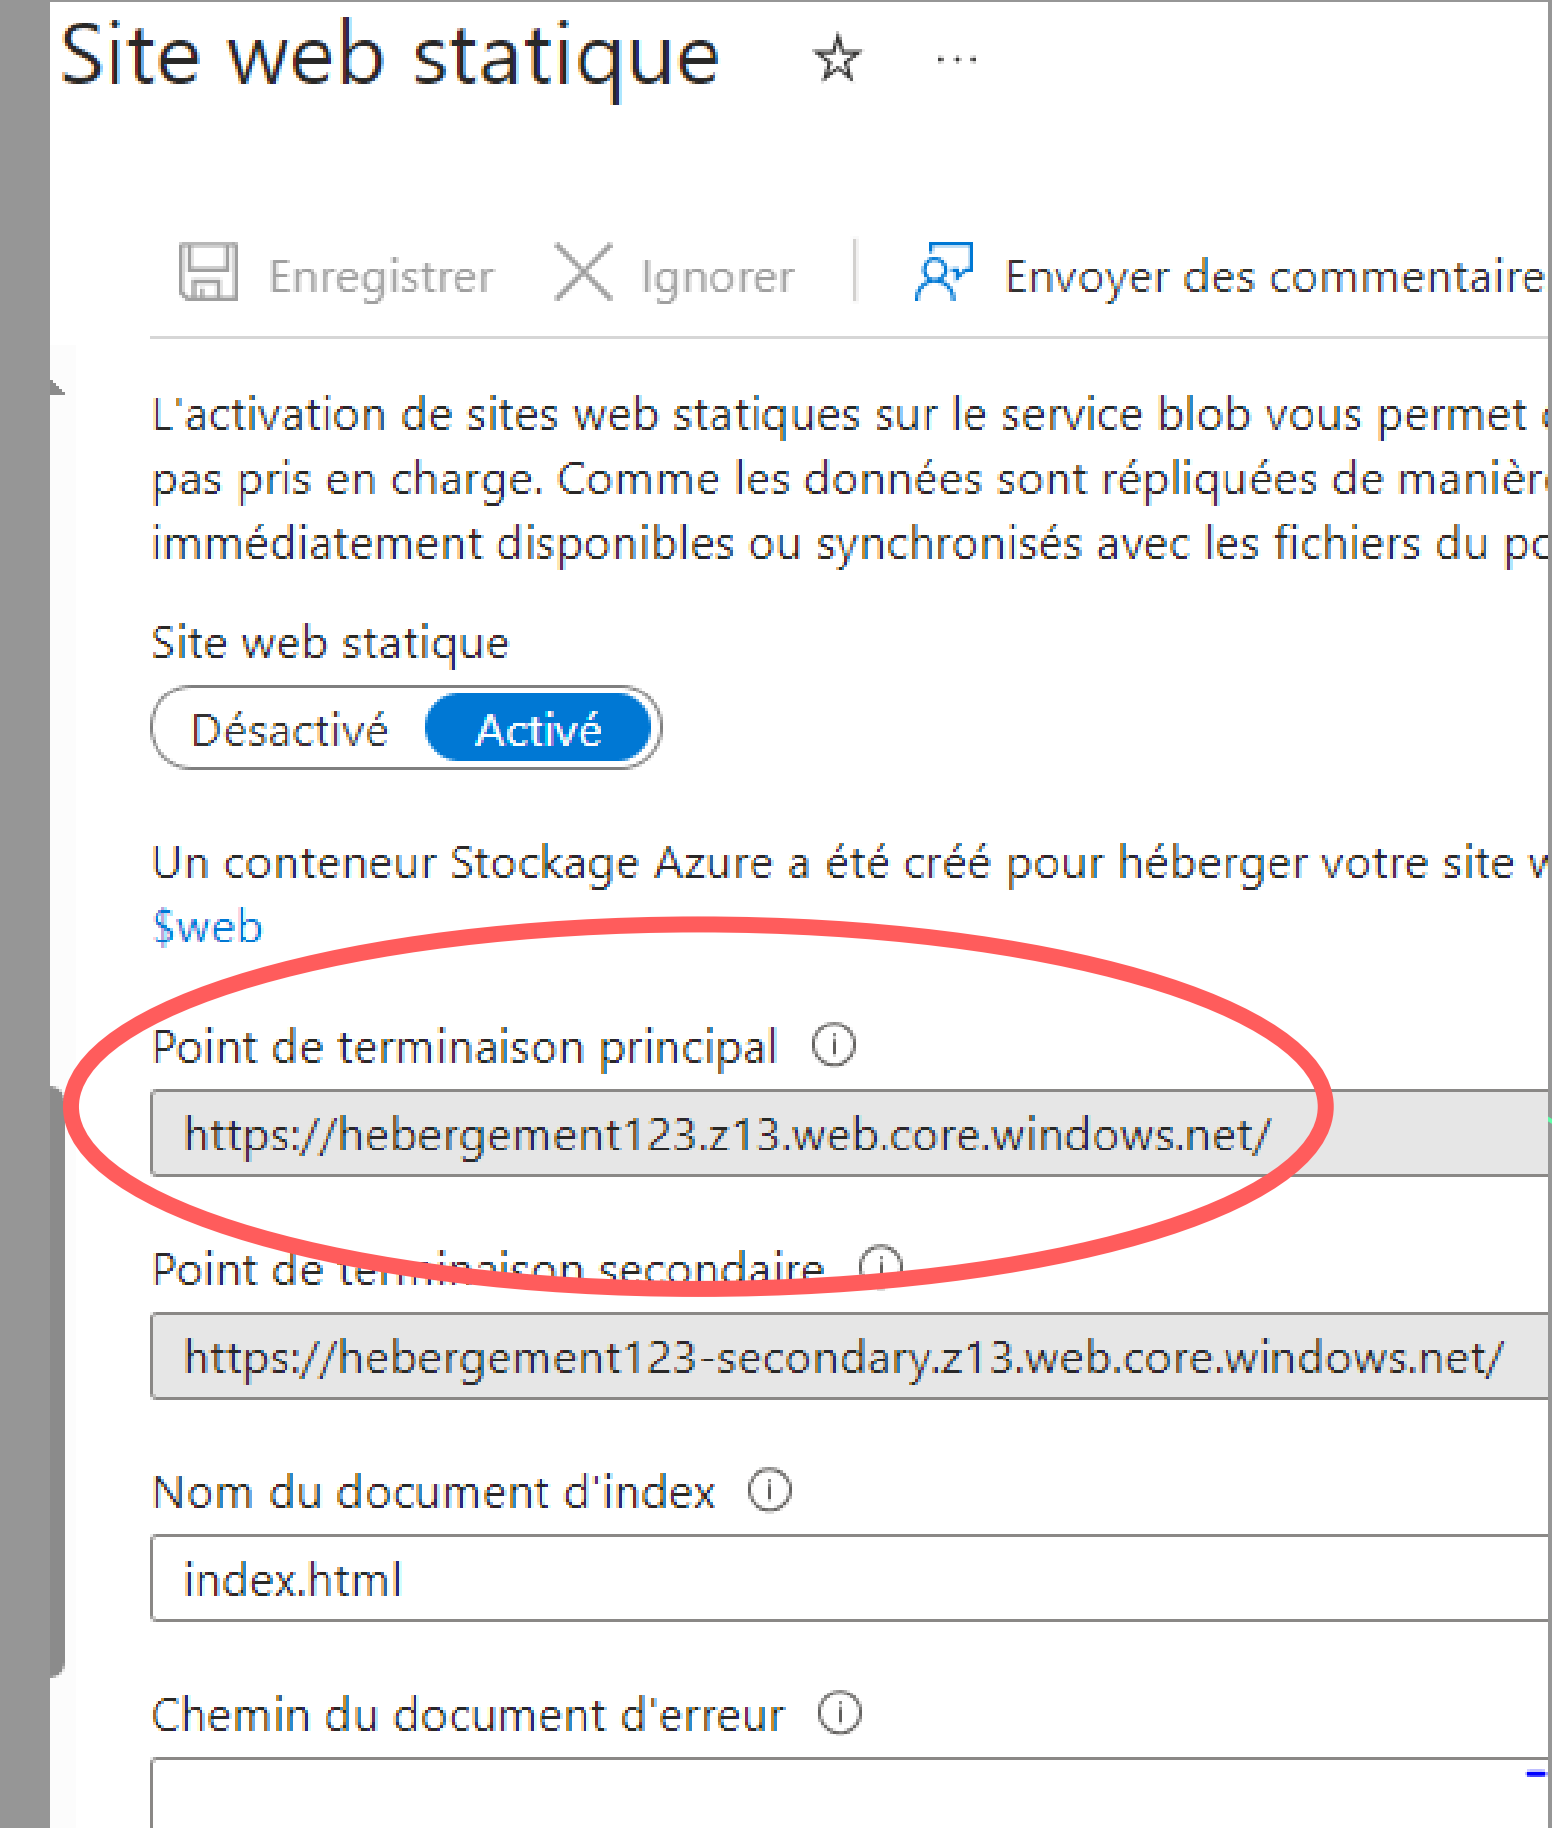 Site web statique
Enregistrer Ignorer Envoyer des commentaire
L'activation de sites web statiques sur le service blob vous permet
pas pris en charge. Comme les données sont répliquées de manière
immédiatement disponibles ou synchronisés avec les fichiers du
Site web statique
Désactivé Activé
Un conteneur Stockage Azure a été créé pour héberger votre site
$web
Point de terminaison principal
https://hebergement123.z13.web.core.windows.net/
Point de terminaison secondaire
https://hebergement123-secondary.z13.web.core.windows.net/
Nom du document d'index
index.html
Chemin du document d'erreur